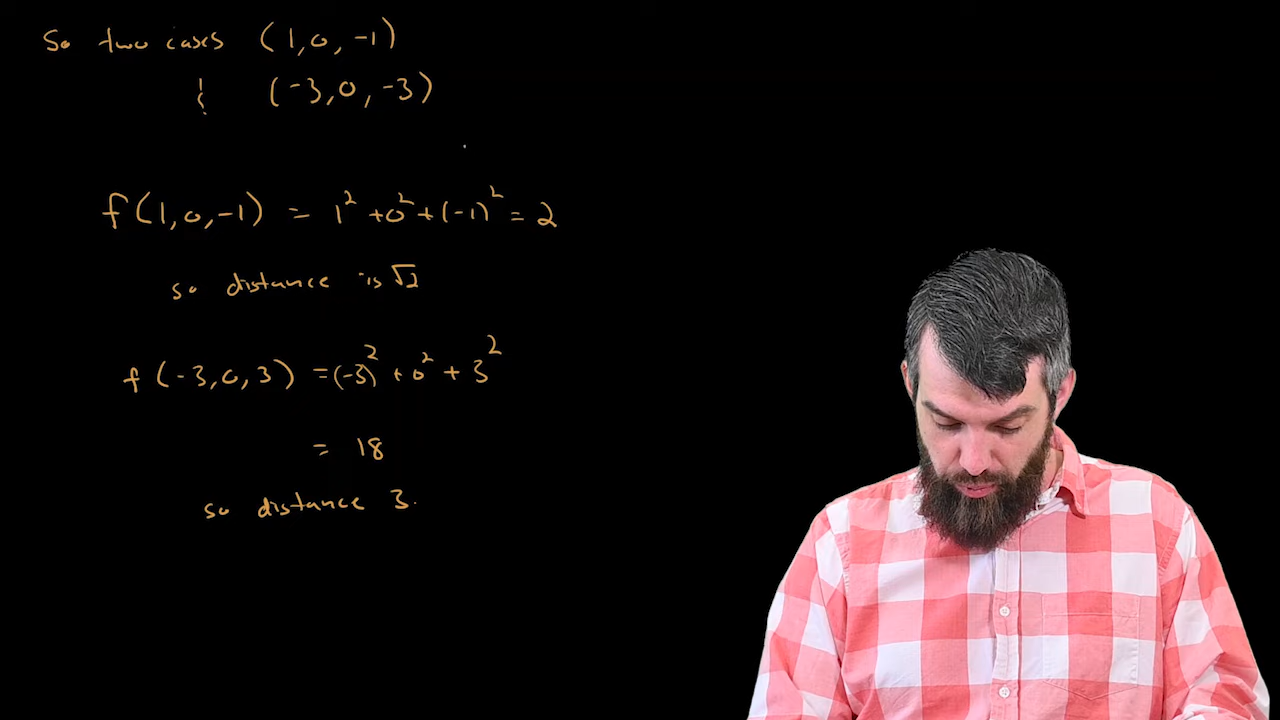 So two cases (1,0,-1)
& (-3,0,-3)
f(1,0,-1) = 1²+0²+(-1)²=2
so distance is √2
f(-3,0,3) =(-3)²+0²+3²
= 18
so distance 3.